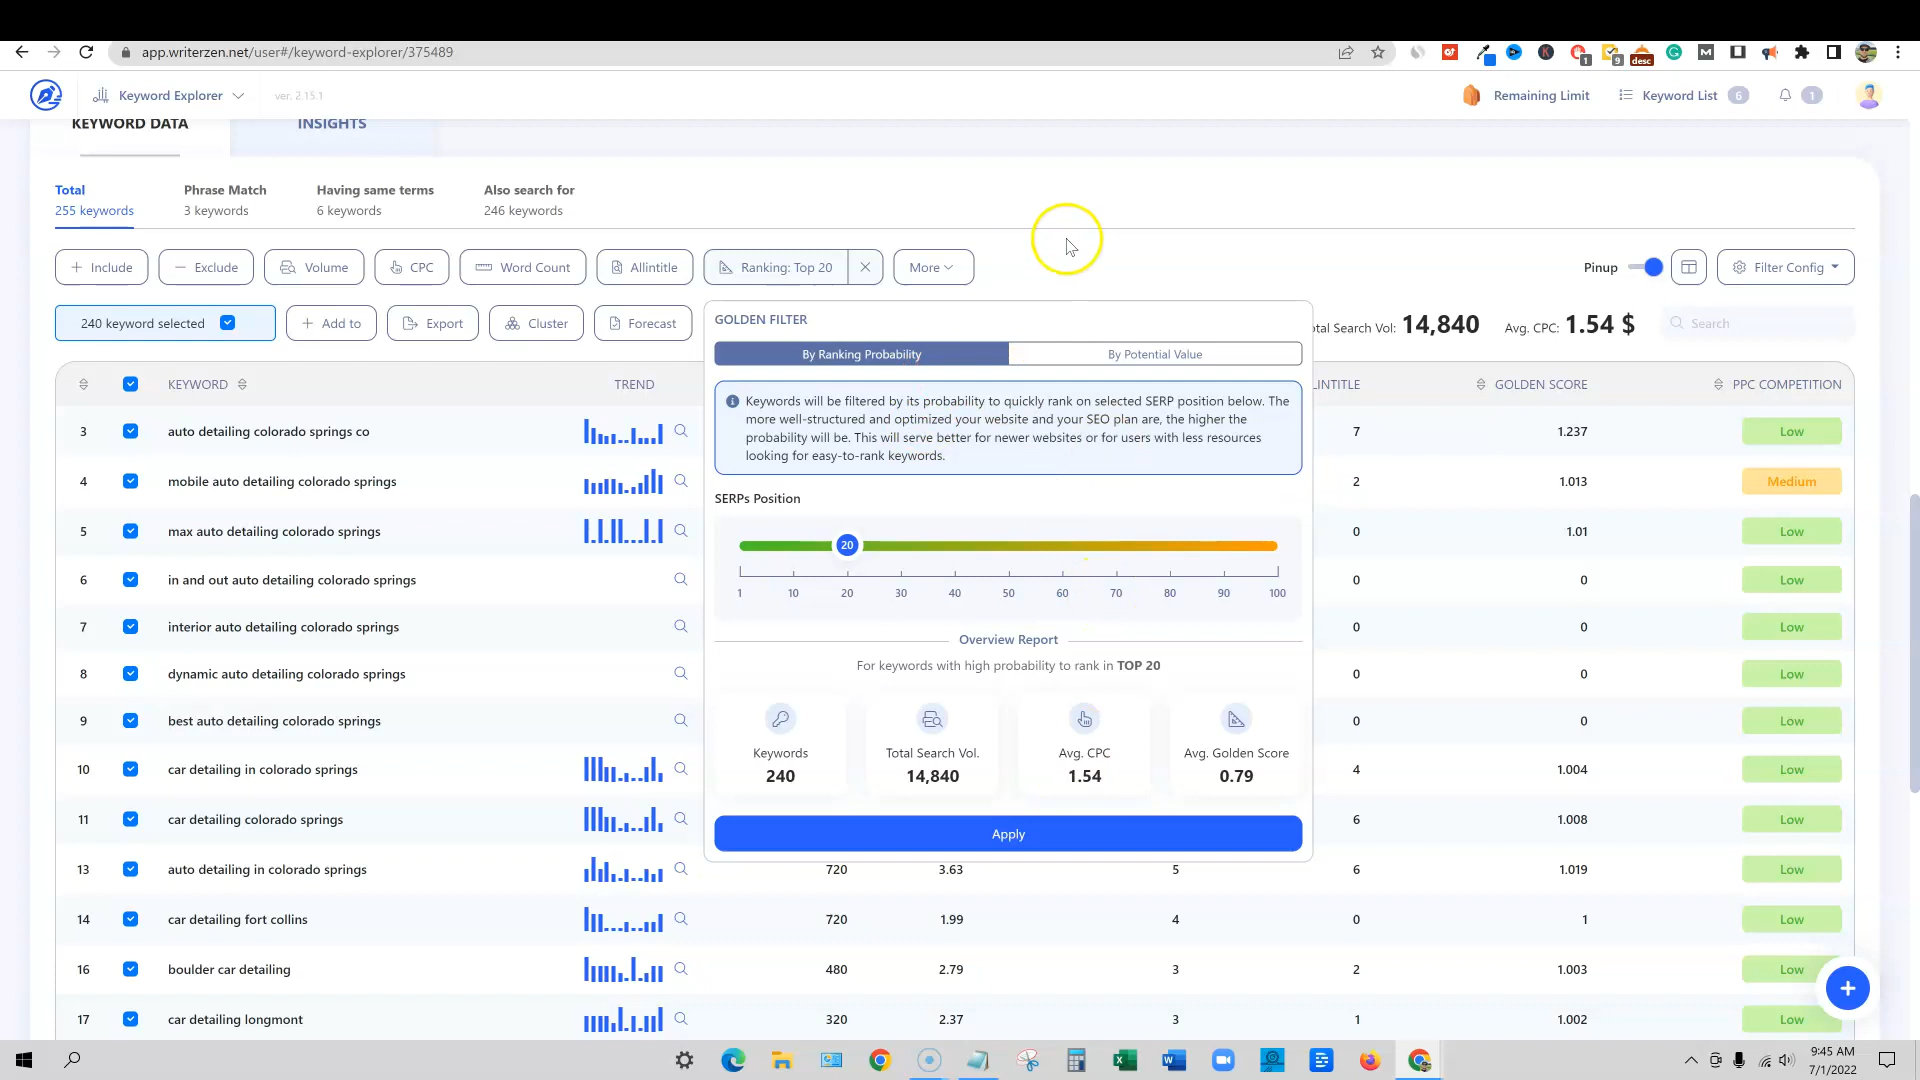 app.writerzen.net/user#/keyword-explorer/375489
1
9
desc
Keyword Explorer
ver. 2.15.1
Remaining Limit
Keyword List 6
1
KEYWORD DATA
INSIGHTS
Total
Phrase Match
Having same terms
Also search for
255 keywords
3 keywords
6 keywords
246 keywords
Include
Exclude
Volume
CPC
Word Count
Allintitle
Ranking: Top 20
More
Pinup
Filter Config
240 keyword selected
Add to
Export
Cluster
Forecast
GOLDEN FILTER
tal Search Vol: 14,840
Avg. CPC: 1.54 $
Search
By Ranking Probability
By Potential Value
KEYWORD
TREND
LINTITLE
GOLDEN SCORE
PPC COMPETITION
Keywords will be filtered by its probability to quickly rank on selected SERP position below. The
more well-structured and optimized your website and your SEO plan are, the higher the
probability will be. This will serve better for newer websites or for users with less resources
looking for easy-to-rank keywords.
SERPs Position
20
1 10 20 30 40 50 60 70 80 90 100
Overview Report
For keywords with high probability to rank in TOP 20
Keywords
Total Search Vol.
Avg. CPC
Avg. Golden Score
240
14,840
1.54
0.79
Apply
3 auto detailing colorado springs co 7 1.237 Low
4 mobile auto detailing colorado springs 2 1.013 Medium
5 max auto detailing colorado springs 0 1.01 Low
6 in and out auto detailing colorado springs 0 0 Low
7 interior auto detailing colorado springs 0 0 Low
8 dynamic auto detailing colorado springs 0 0 Low
9 best auto detailing colorado springs 0 0 Low
10 car detailing in colorado springs 4 1.004 Low
11 car detailing colorado springs 6 1.008 Low
13 auto detailing in colorado springs 720 3.63 5 6 1.019 Low
14 car detailing fort collins 720 1.99 4 0 1 Low
16 boulder car detailing 480 2.79 3 2 1.003 Low
17 car detailing longmont 320 2.37 3 1 1.002 Low
9:45 AM
7/1/2022